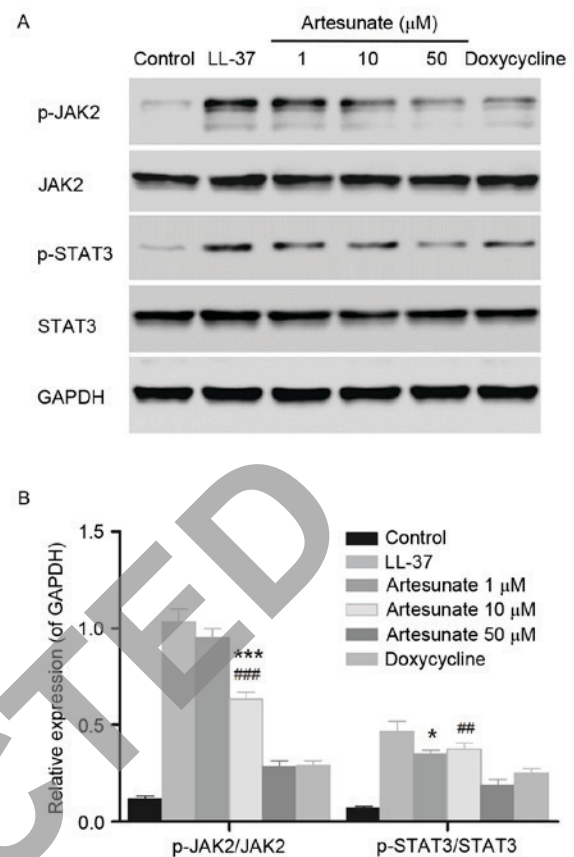 A
Artesunate (μM)
Control LL-37 1 10 50 Doxycycline
p-JAK2
JAK2
p-STAT3
STAT3
GAPDH
B
Relative expression (of GAPDH)
1.5
1.0
0.5
0.0
Control
LL-37
Artesunate 1 μM
Artesunate 10 μM
Artesunate 50 μM
Doxycycline
***
###
*
##
p-JAK2/JAK2 p-STAT3/STAT3
CTED